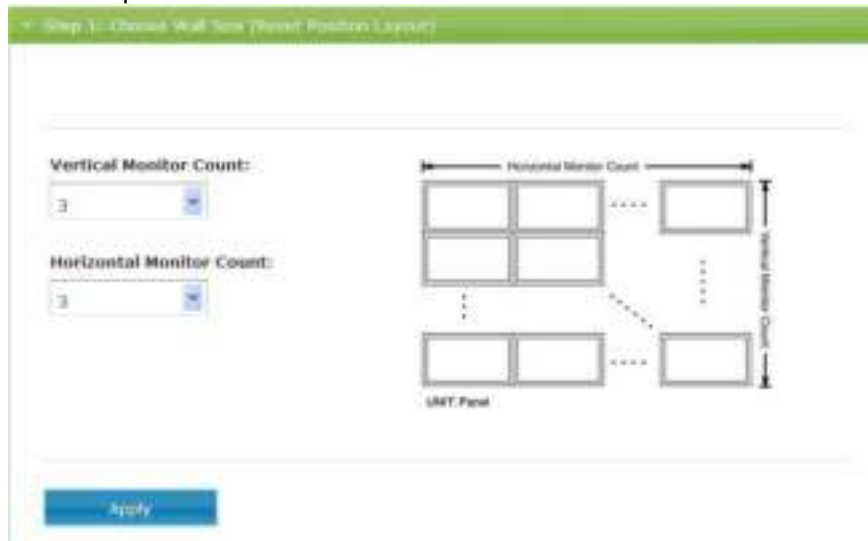 Step 1: Choose Wall Size (Reset Position Layout)
Vertical Monitor Count:
3
Horizontal Monitor Count:
3
Horizontal Monitor Count
Vertical Monitor Count
UNIT Panel
Apply